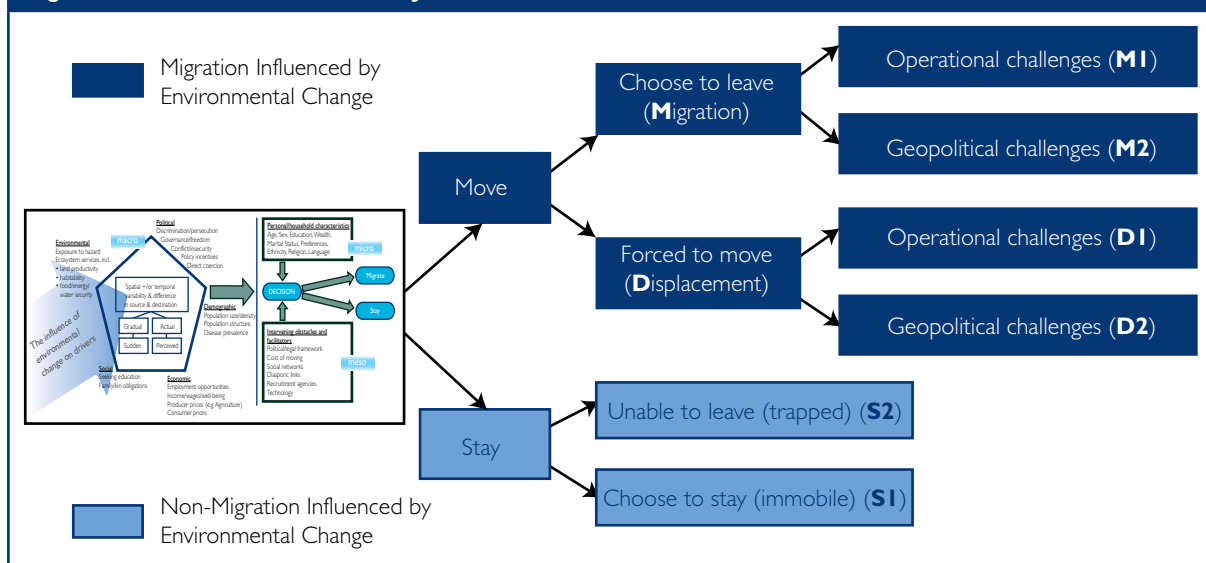 Migration Influenced by
Environmental Change
Move
Choose to leave
(Migration)
Forced to move
(Displacement)
Operational challenges (M1)
Geopolitical challenges (M2)
Operational challenges (D1)
Geopolitical challenges (D2)
Stay
Unable to leave (trapped) (S2)
Choose to stay (immobile) (S1)
Non-Migration Influenced by
Environmental Change
Political
Discrimination/persecution
Governance/freedom
Conflict/insecurity
Policy incentives
Direct coercion
macro
Environmental
Exposure to hazard
Ecosystem services, incl.
• land productivity
• habitability
• food/energy/
water security
Spatial +/or temporal
variability & difference
in source & destination
Gradual
Actual
Sudden
Perceived
The influence of
environmental
change on drivers
Demographic
Population size/density
Population structure
Disease prevalence
Social
Seeking education
Family/kin obligations
Economic
Employment opportunities
Income/wages/well-being
Producer prices (e.g Agriculture)
Consumer prices
Personal/household characteristics
Age, Sex, Education, Wealth,
Marital Status, Preferences,
Ethnicity, Religion, Language
micro
DECISION
Migrate
Stay
Intervening obstacles and
facilitators
Political/legal framework
Cost of moving
Social networks
Diasporic links
Recruitment agencies
Technology
meso